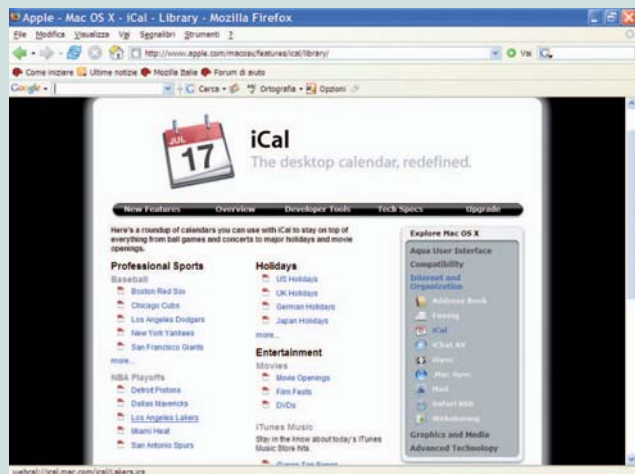 Apple - Mac OS X - iCal - Library - Mozilla Firefox
File Modifica Visualizza Vai Segnalibri Strumenti ?
http://www.apple.com/macosx/features/ical/library/
Vai
Come iniziare Ultime notizie Mozilla Italia Forum di aiuto
Google Cerca Ortografia Opzioni
JUL
17
iCal
The desktop calendar, redefined.
New Features Overview Developer Tools Tech Specs Upgrade
Here's a roundup of calendars you can use with iCal to stay on top of
everything from ball games and concerts to major holidays and movie
openings.
Professional Sports
Baseball
Boston Red Sox
Chicago Cubs
Los Angeles Dodgers
New York Yankees
San Francisco Giants
more...
NBA Playoffs
Detroit Pistons
Dallas Mavericks
Los Angeles Lakers
Miami Heat
San Antonio Spurs
Holidays
US Holidays
UK Holidays
German Holidays
Japan Holidays
more...
Entertainment
Movies
Movie Openings
Film Fests
DVDs
iTunes Music
Stay in the know about today's iTunes
Music Store hits.
iTunes Top Songs
Explore Mac OS X
Aqua User Interface
Compatibility
Internet and
Organization
Address Book
Faxing
iCal
iChat AV
iSync
.Mac Sync
Mail
Safari RSS
Websharing
Graphics and Media
Advanced Technology
webcal://ical.mac.com/ical/Lakers.ics